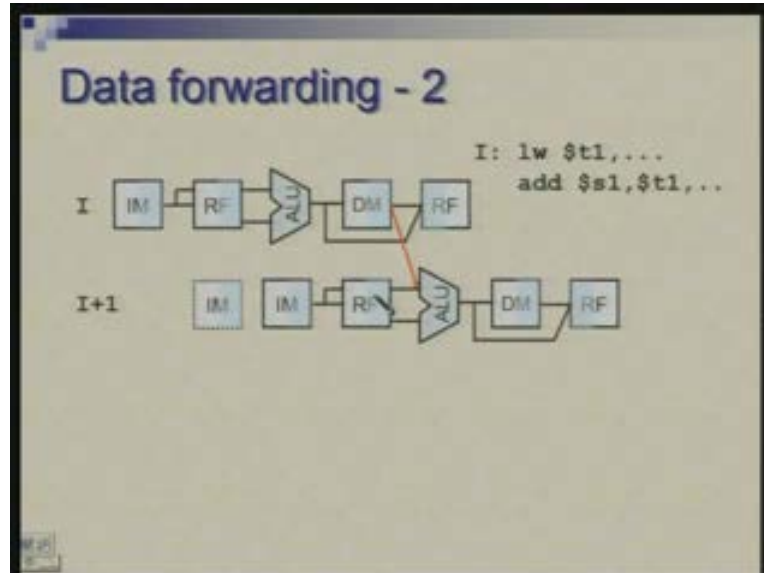 Data forwarding - 2
I: lw $t1,...
add $s1,$t1,..
I IM RF ALU DM RF
I+1 IM IM RF ALU DM RF